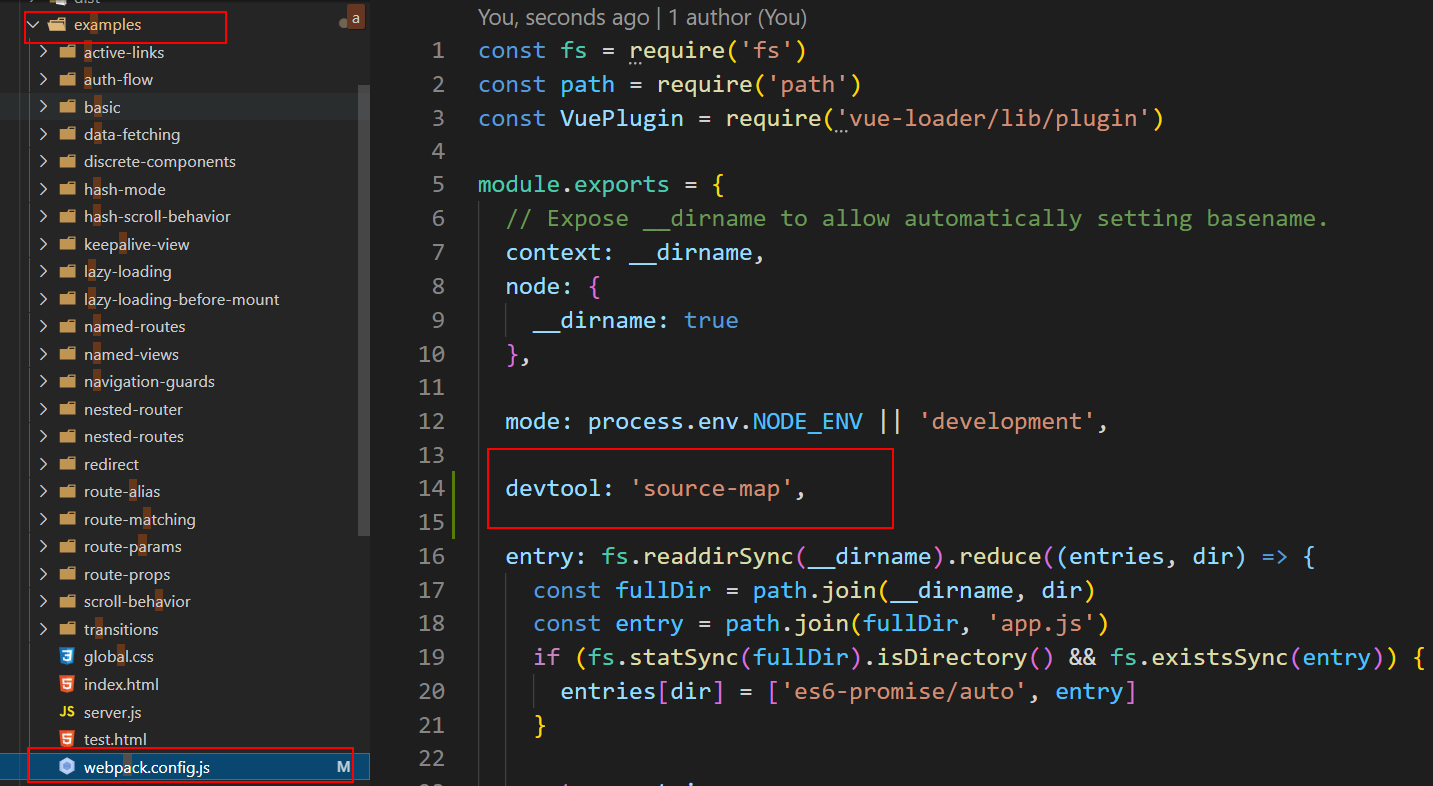 dist
examples
a
active-links
auth-flow
basic
data-fetching
discrete-components
hash-mode
hash-scroll-behavior
keepalive-view
lazy-loading
lazy-loading-before-mount
named-routes
named-views
navigation-guards
nested-router
nested-routes
redirect
route-alias
route-matching
route-params
route-props
scroll-behavior
transitions
global.css
index.html
JS server.js
test.html
webpack.config.js M
You, seconds ago | 1 author (You)
1 const fs = require('fs')
2 const path = require('path')
3 const VuePlugin = require('vue-loader/lib/plugin')
4
5 module.exports = {
6 // Expose __dirname to allow automatically setting basename.
7 context: __dirname,
8 node: {
9 __dirname: true
10 },
11
12 mode: process.env.NODE_ENV || 'development',
13
14 devtool: 'source-map',
15
16 entry: fs.readdirSync(__dirname).reduce((entries, dir) => {
17 const fullDir = path.join(__dirname, dir)
18 const entry = path.join(fullDir, 'app.js')
19 if (fs.statSync(fullDir).isDirectory() && fs.existsSync(entry)) {
20 entries[dir] = ['es6-promise/auto', entry]
21 }
22